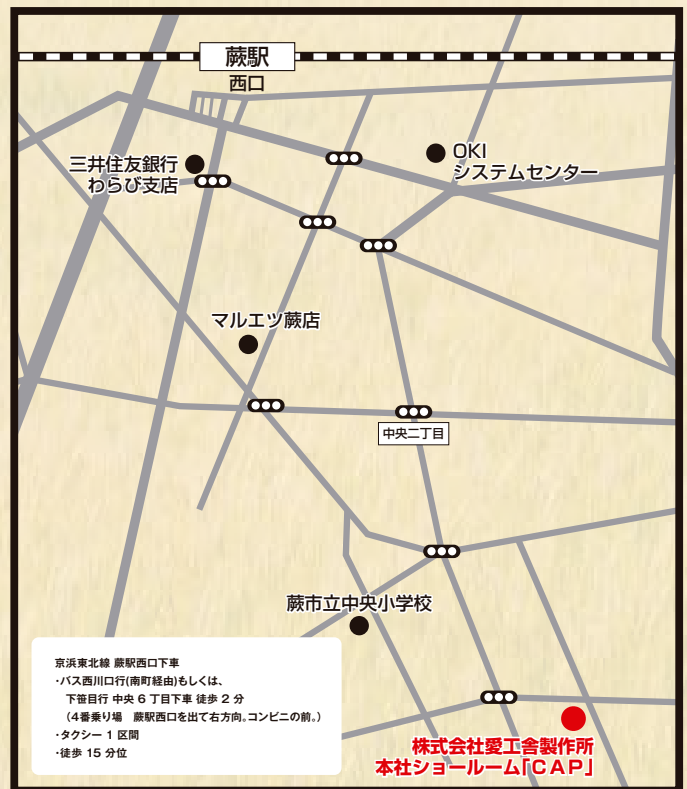 蕨駅
西口
三井住友銀行
わらび支店
OKI
システムセンター
マルエツ蕨店
中央二丁目
蕨市立中央小学校
京浜東北線 蕨駅西口下車
・バス西川口行(南町経由)もしくは、
下笹目行 中央 6 丁目下車 徒歩 2 分
（4番乗り場　蕨駅西口を出て右方向。コンビニの前。）
・タクシー 1 区間
・徒歩 15 分位
株式会社愛工舎製作所
本社ショールーム「CAP」